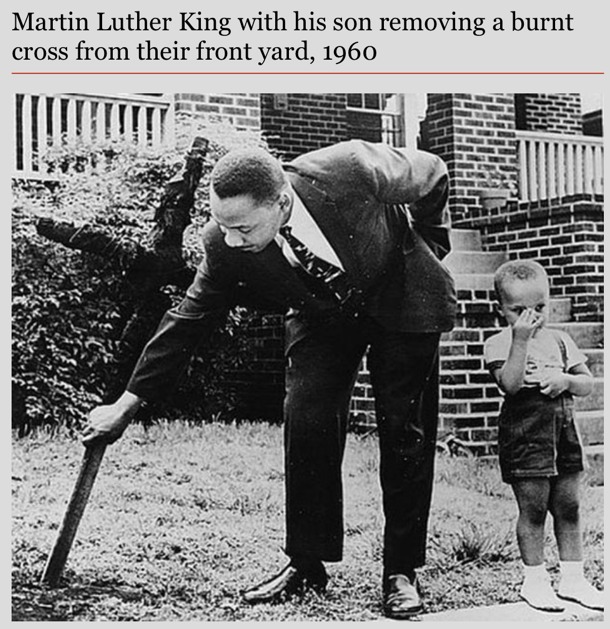 Martin Luther King with his son removing a burnt
cross from their front yard, 1960